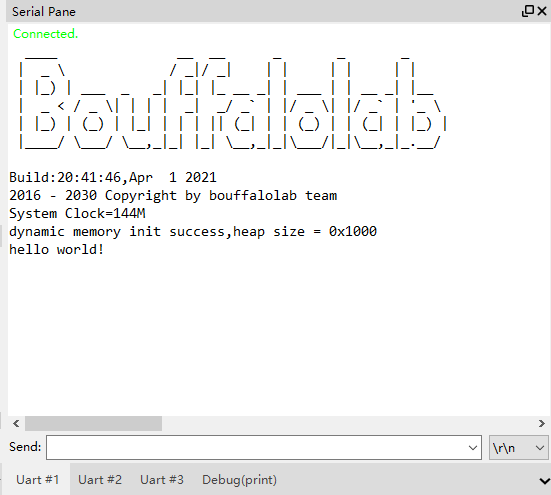 Serial Pane
Connected.
Bouffalolab
Build:20:41:46,Apr  1 2021
2016 - 2030 Copyright by bouffalolab team
System Clock=144M
dynamic memory init success,heap size = 0x1000
hello world!
Send:
\r\n
Uart #1 Uart #2 Uart #3 Debug(print)